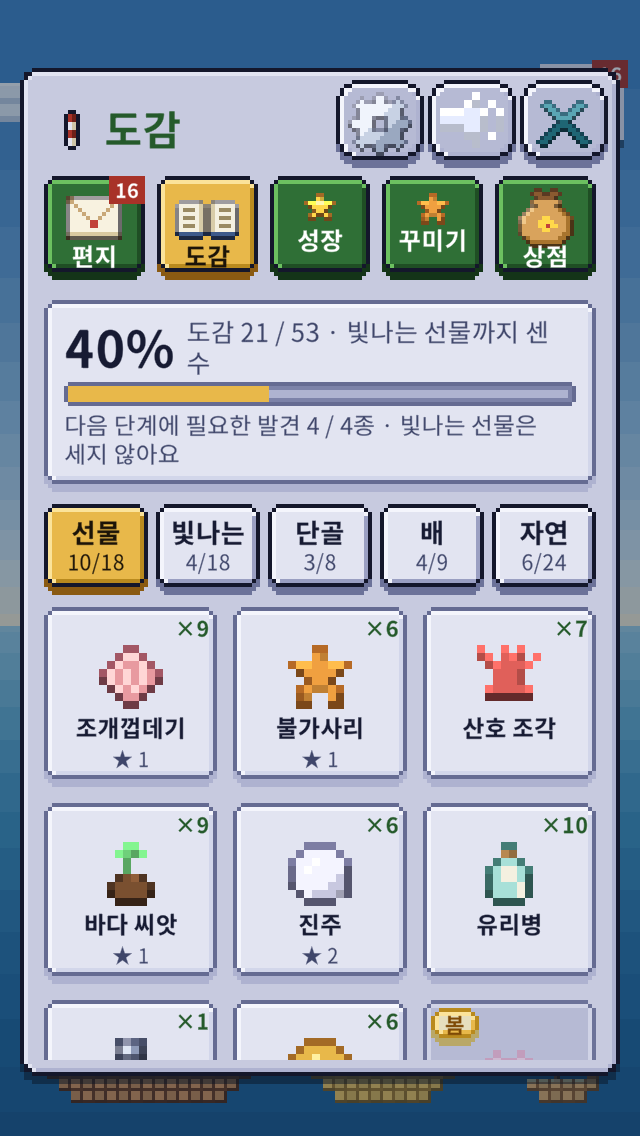 16
도감
16
편지
도감
성장
꾸미기
상점
40%
도감 21 / 53 · 빛나는 선물까지 센
수
다음 단계에 필요한 발견 4 / 4종 · 빛나는 선물은
세지 않아요
선물
10/18
빛나는
4/18
단골
3/8
배
4/9
자연
6/24
×9
조개껍데기
★ 1
×6
불가사리
★ 1
×7
산호 조각
×9
바다 씨앗
★ 1
×6
진주
★ 2
×10
유리병
×1
×6
봄